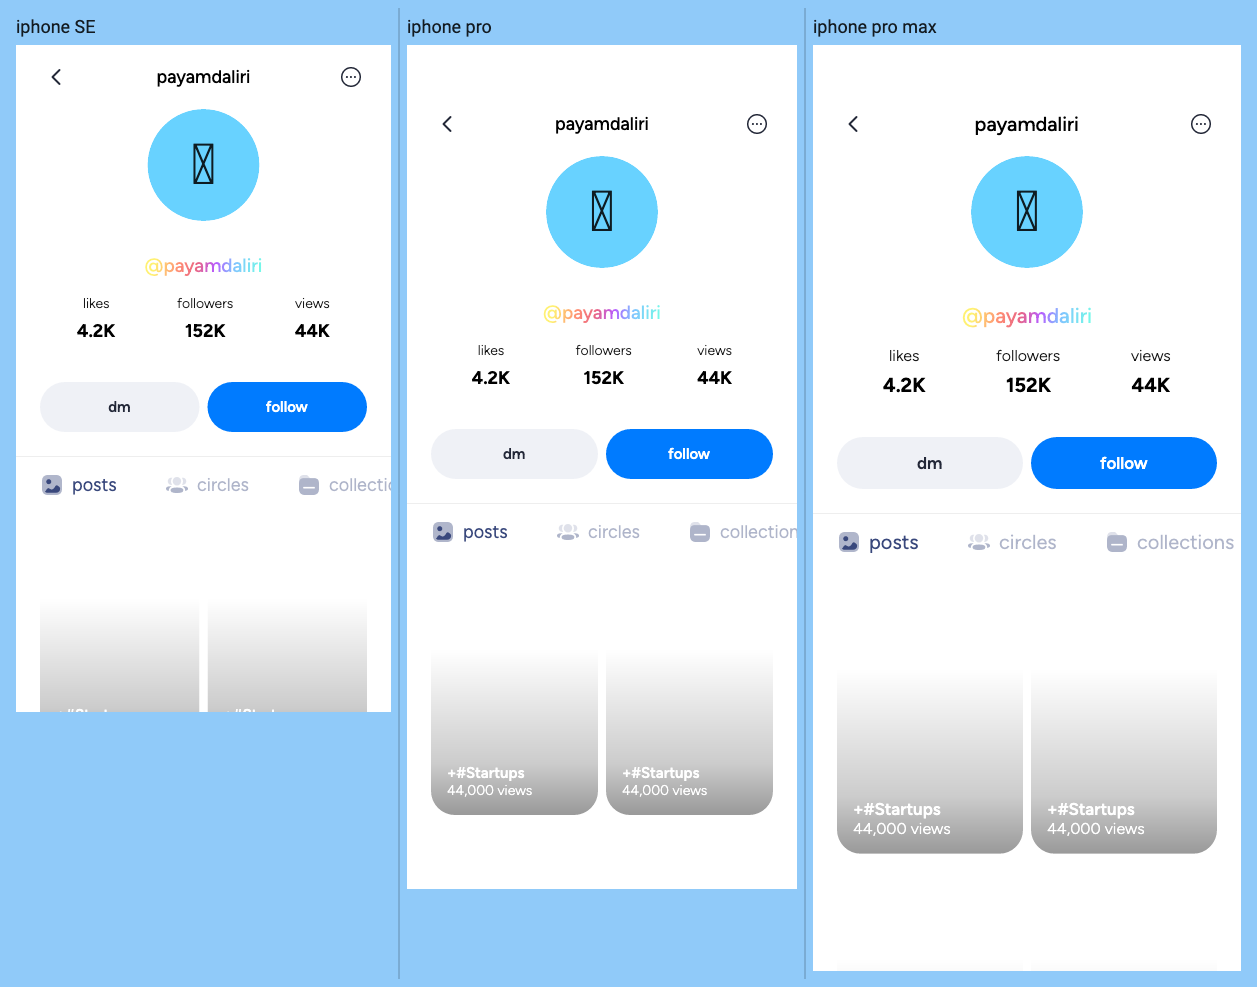 iphone SE
payamdaliri
@payamdaliri
likes followers views
4.2K 152K 44K
dm follow
posts circles collectic
iphone pro
payamdaliri
@payamdaliri
likes followers views
4.2K 152K 44K
dm follow
posts circles collection
+#Startups +#Startups
44,000 views 44,000 views
iphone pro max
payamdaliri
@payamdaliri
likes followers views
4.2K 152K 44K
dm follow
posts circles collections
+#Startups +#Startups
44,000 views 44,000 views